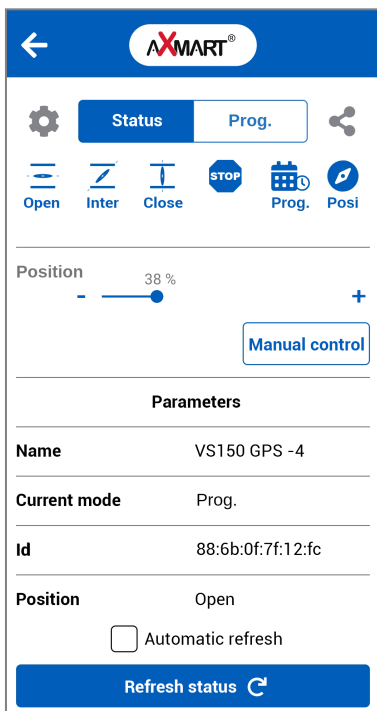 AXMART®
Status Prog.
STOP
Open Inter Close Prog. Posi
Position
38 %
- +
Manual control
Parameters
Name VS150 GPS -4
Current mode Prog.
Id 88:6b:0f:7f:12:fc
Position Open
Automatic refresh
Refresh status